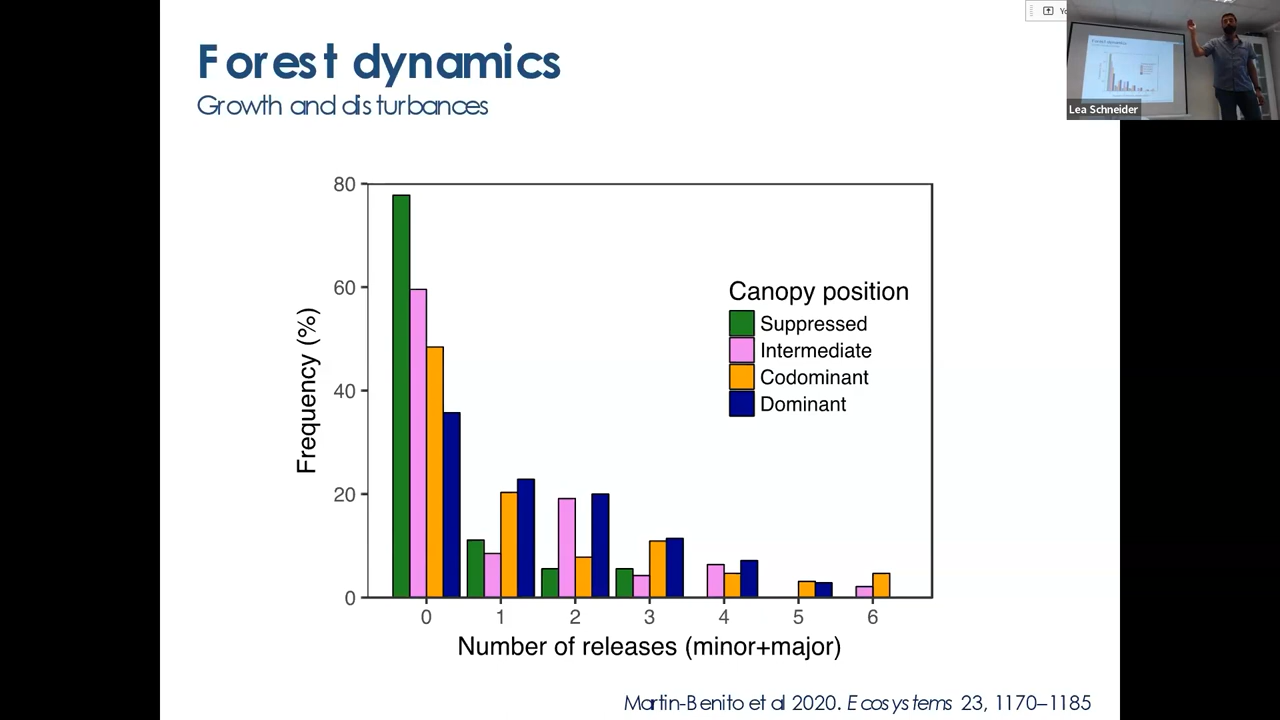 Forest dynamics
Growth and disturbances
Lea Schneider
80
60
40
20
0
Frequency (%)
Canopy position
Suppressed
Intermediate
Codominant
Dominant
0 1 2 3 4 5 6
Number of releases (minor+major)
Martin-Benito et al 2020. Ecosystems 23, 1170–1185